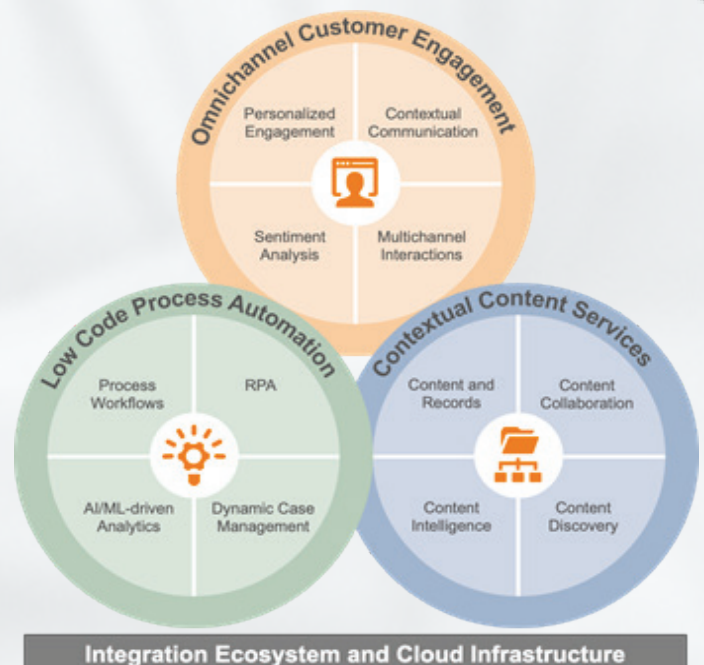 Omnichannel Customer Engagement
Personalized
Engagement
Contextual
Communication
Sentiment
Analysis
Multichannel
Interactions
Low Code Process Automation
Process
Workflows
RPA
AI/ML-driven
Analytics
Dynamic Case
Management
Contextual Content Services
Content and
Records
Content
Collaboration
Content
Intelligence
Content
Discovery
Integration Ecosystem and Cloud Infrastructure